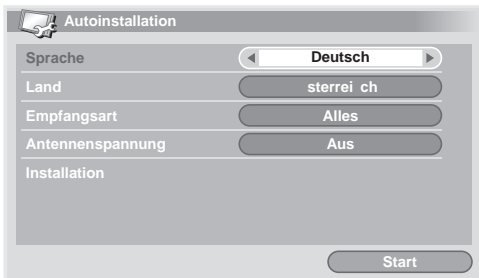 Autoinstallation
Sprache Deutsch
Land sterrei ch
Empfangsart Alles
Antennenspannung Aus
Installation
Start